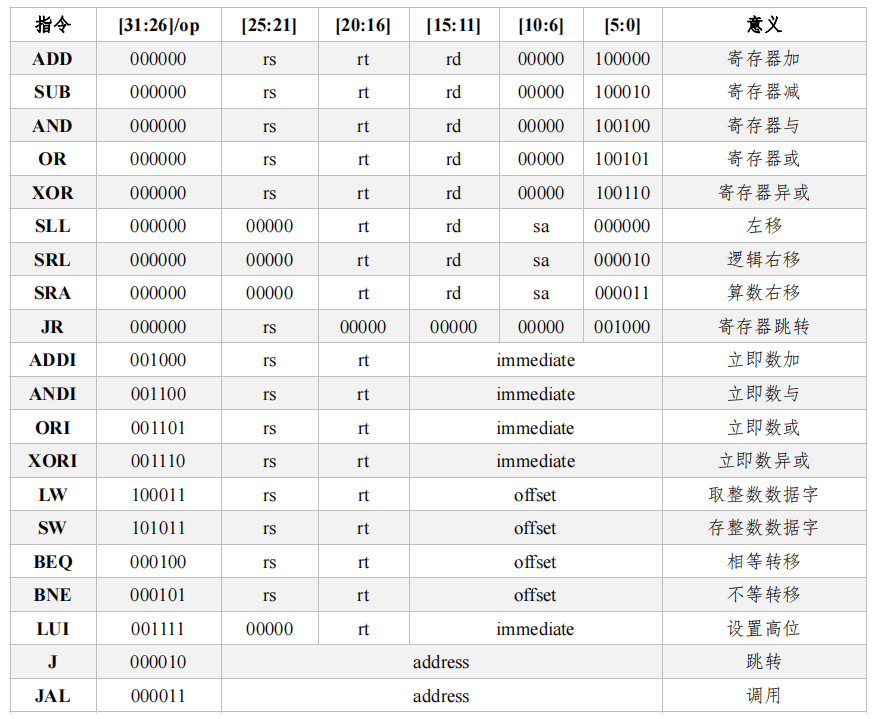 指令 [31:26]/op [25:21] [20:16] [15:11] [10:6] [5:0] 意义
ADD 000000 rs rt rd 00000 100000 寄存器加
SUB 000000 rs rt rd 00000 100010 寄存器减
AND 000000 rs rt rd 00000 100100 寄存器与
OR 000000 rs rt rd 00000 100101 寄存器或
XOR 000000 rs rt rd 00000 100110 寄存器异或
SLL 000000 00000 rt rd sa 000000 左移
SRL 000000 00000 rt rd sa 000010 逻辑右移
SRA 000000 00000 rt rd sa 000011 算数右移
JR 000000 rs 00000 00000 00000 001000 寄存器跳转
ADDI 001000 rs rt immediate 立即数加
ANDI 001100 rs rt immediate 立即数与
ORI 001101 rs rt immediate 立即数或
XORI 001110 rs rt immediate 立即数异或
LW 100011 rs rt offset 取整数数据字
SW 101011 rs rt offset 存整数数据字
BEQ 000100 rs rt offset 相等转移
BNE 000101 rs rt offset 不等转移
LUI 001111 00000 rt immediate 设置高位
J 000010 address 跳转
JAL 000011 address 调用